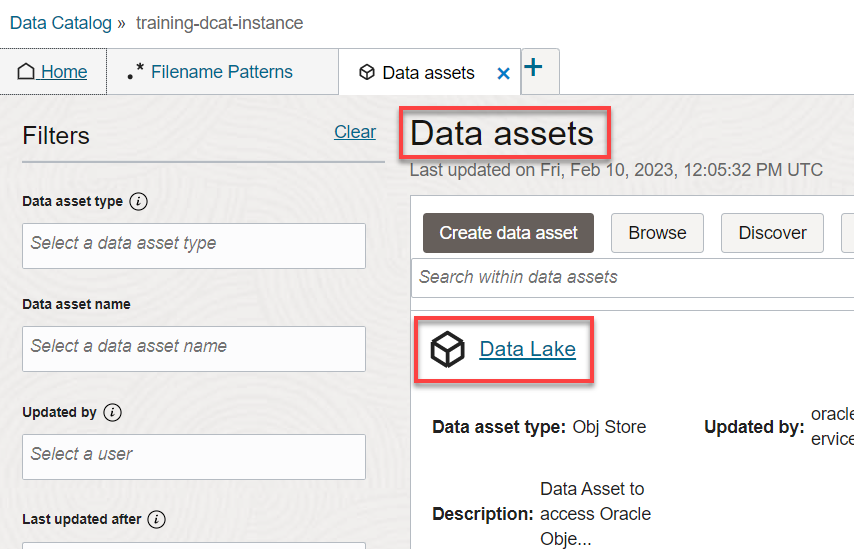 Data Catalog » training-dcat-instance
Home
.* Filename Patterns
Data assets
Filters
Clear
Data asset type
Select a data asset type
Data asset name
Select a data asset name
Updated by
Select a user
Last updated after
Data assets
Last updated on Fri, Feb 10, 2023, 12:05:32 PM UTC
Create data asset
Browse
Discover
Search within data assets
Data Lake
Data asset type: Obj Store
Updated by:
Description: Data Asset to
access Oracle
Obje...